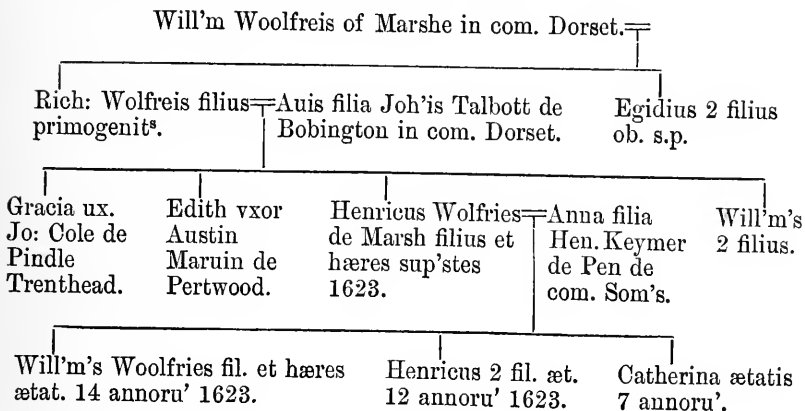 Will'm Woolfreis of Marshe in com. Dorset.
Rich: Wolfreis filius
primogenitˢ.
Auis filia Joh'is Talbott de
Bobington in com. Dorset.
Egidius 2 filius
ob. s.p.
Gracia ux.
Jo: Cole de
Pindle
Trenthead.
Edith vxor
Austin
Maruin de
Pertwood.
Henricus Wolfries
de Marsh filius et
hæres sup'stes
1623.
Anna filia
Hen. Keymer
de Pen de
com. Som's.
Will'm's
2 filius.
Will'm's Woolfries fil. et hæres
ætat. 14 annoru' 1623.
Henricus 2 fil. æt.
12 annoru' 1623.
Catherina ætatis
7 annoru'.